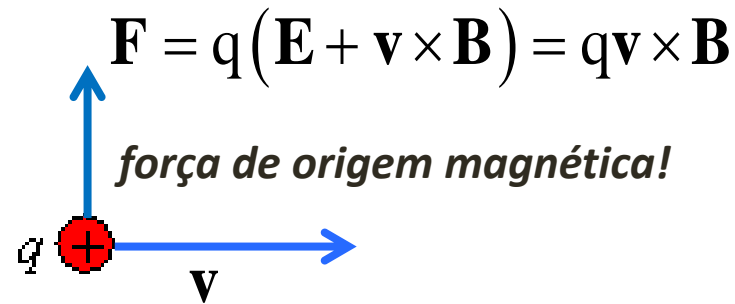 F = q(E + v × B) = qv × B
força de origem magnética!
q +
v